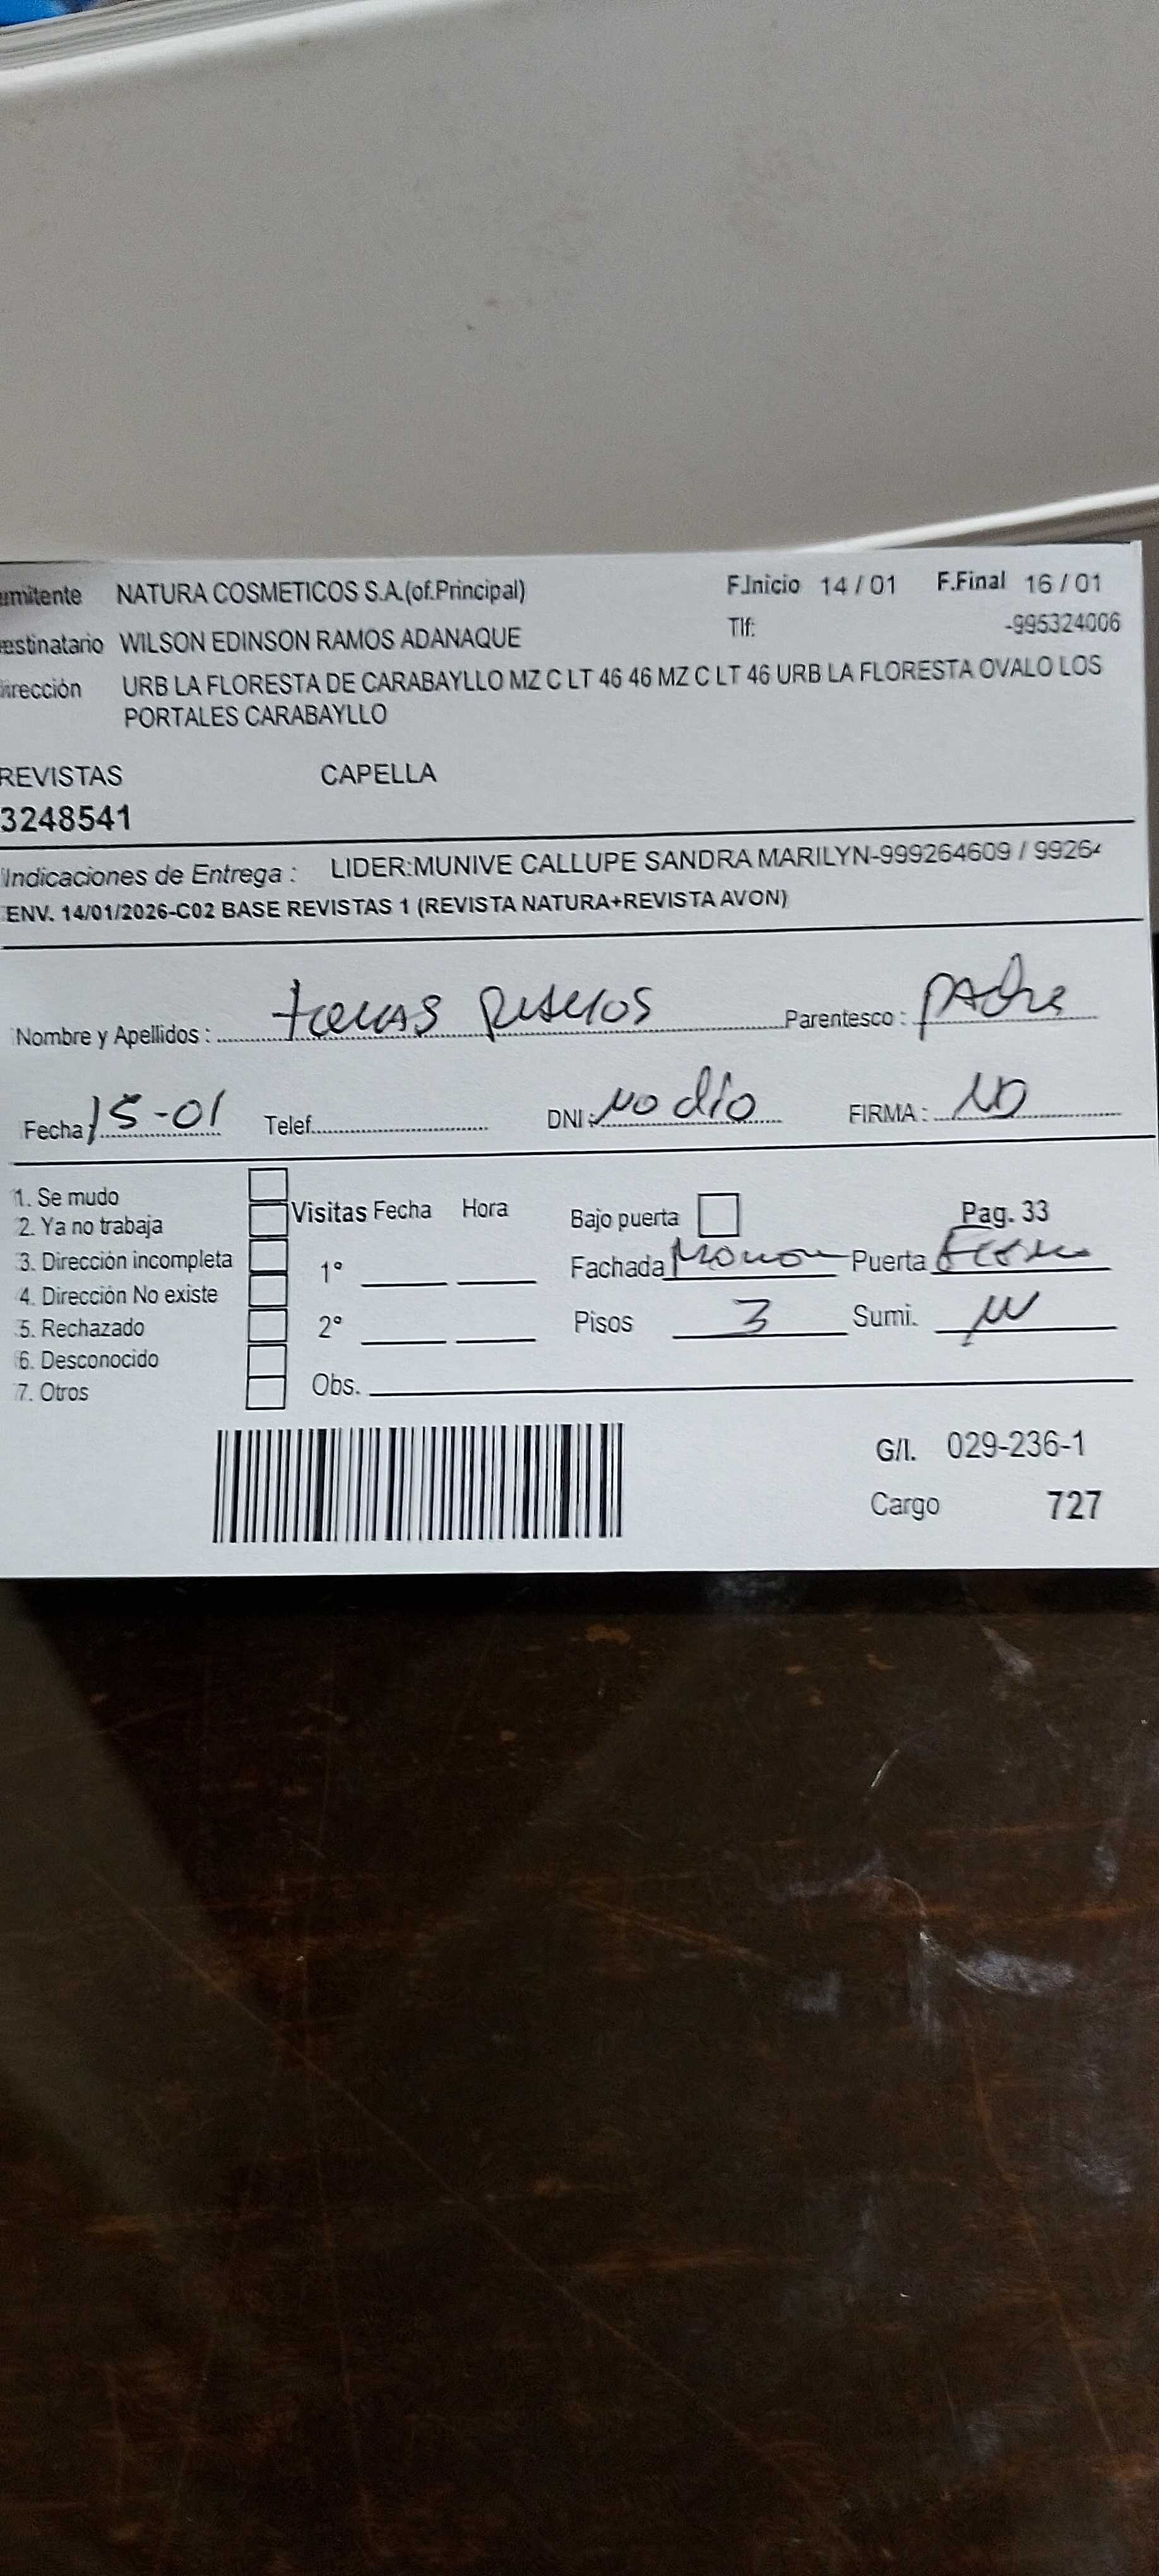 emitente NATURA COSMETICOS S.A.(of.Principal) F.Inicio 14 / 01 F.Final 16 / 01
estinatario WILSON EDINSON RAMOS ADANAQUE Tlf: -995324006
irección URB LA FLORESTA DE CARABAYLLO MZ C LT 46 46 MZ C LT 46 URB LA FLORESTA OVALO LOS
PORTALES CARABAYLLO
REVISTAS CAPELLA
3248541
Indicaciones de Entrega : LIDER:MUNIVE CALLUPE SANDRA MARILYN-999264609 / 99264
ENV. 14/01/2026-C02 BASE REVISTAS 1 (REVISTA NATURA+REVISTA AVON)
Nombre y Apellidos : Parentesco : PADre
Fecha 15-01 Telef. DNI : No dio FIRMA : NO
1. Se mudo
2. Ya no trabaja Visitas Fecha Hora Bajo puerta Pag. 33
3. Dirección incompleta 1° Fachada Puerta
4. Dirección No existe
5. Rechazado 2° Pisos 3 Sumi.
6. Desconocido
7. Otros Obs.
G/I. 029-236-1
Cargo 727